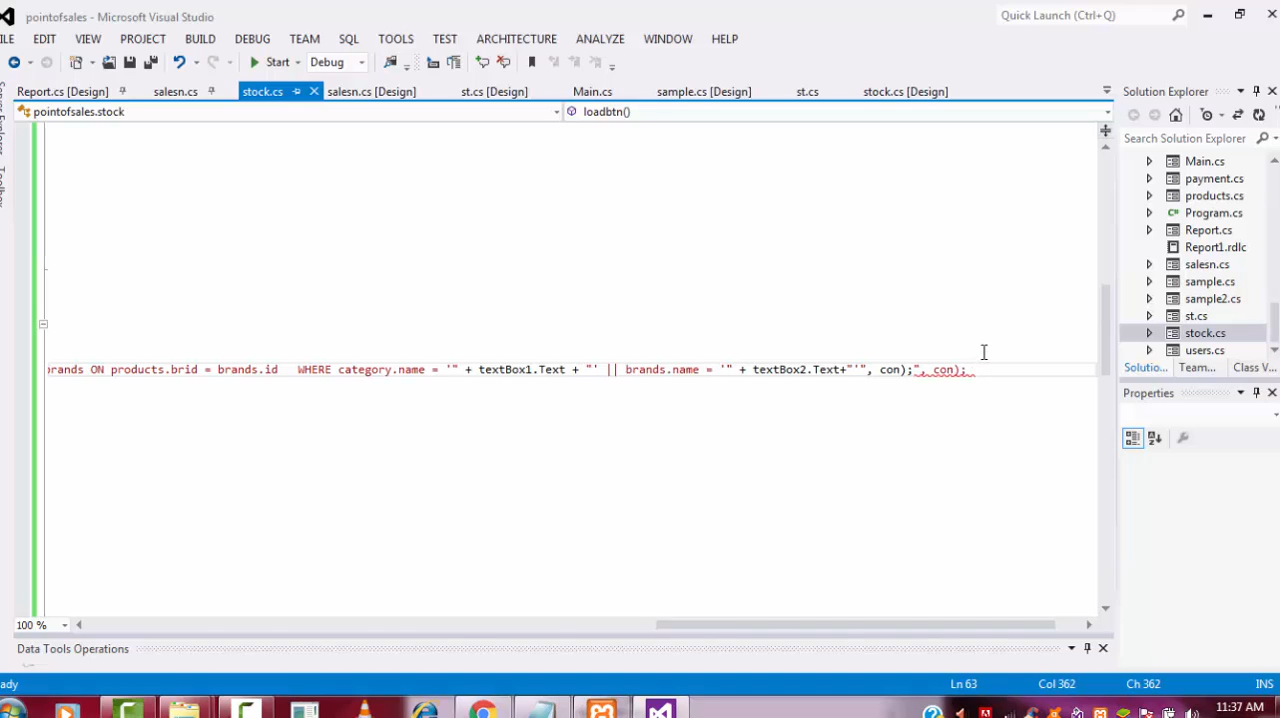 pointofsales - Microsoft Visual Studio
Quick Launch (Ctrl+Q)
ILE EDIT VIEW PROJECT BUILD DEBUG TEAM SQL TOOLS TEST ARCHITECTURE ANALYZE WINDOW HELP
Start Debug
Report.cs [Design] salesn.cs stock.cs salesn.cs [Design] st.cs [Design] Main.cs sample.cs [Design] st.cs stock.cs [Design]
Solution Explorer
pointofsales.stock
loadbtn()
Search Solution Explorer
Main.cs
payment.cs
products.cs
Program.cs
Report.cs
Report1.rdlc
salesn.cs
sample.cs
sample2.cs
st.cs
stock.cs
users.cs
Solutio... Team... Class V...
Properties
brands ON products.brid = brands.id WHERE category.name = '" + textBox1.Text + "' || brands.name = '" + textBox2.Text+"'", con);", con);
100 %
Data Tools Operations
ady
Ln 63
Col 362
Ch 362
INS
11:37 AM